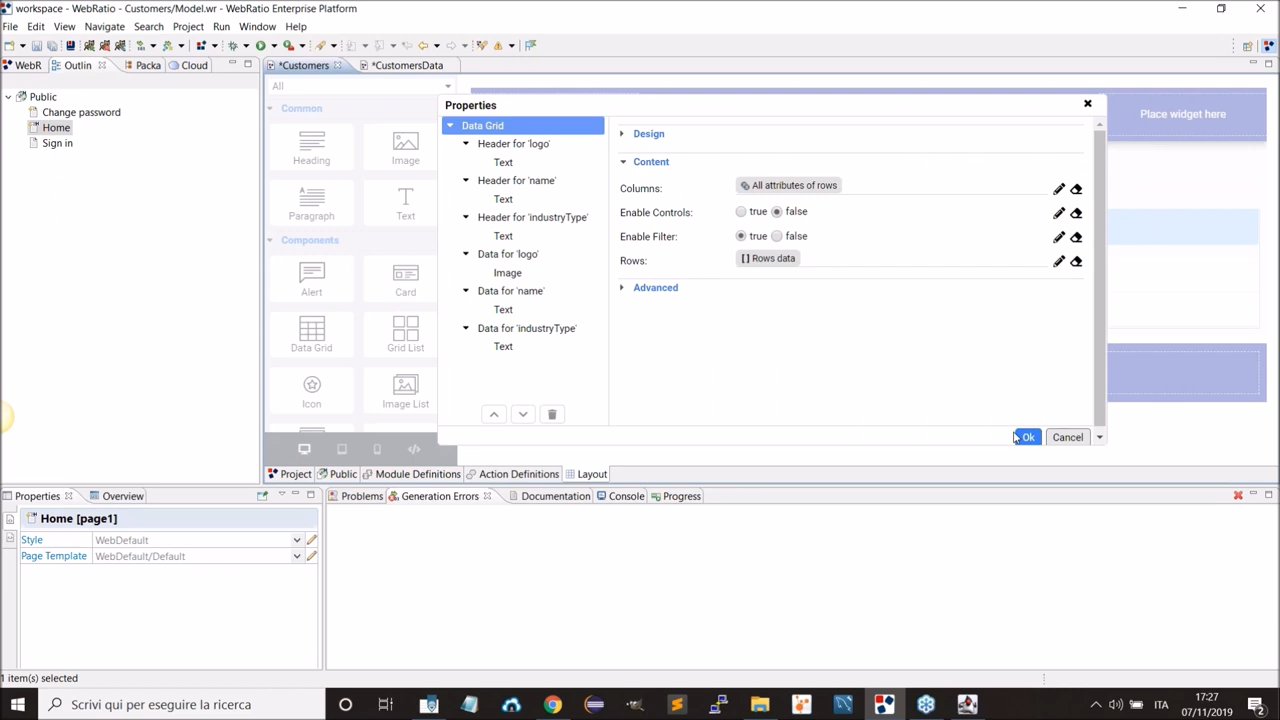 workspace - WebRatio - Customers/Model.wr - WebRatio Enterprise Platform
File Edit View Navigate Search Project Run Window Help
WebR Outlin Packa Cloud
*Customers *CustomersData
Public
Change password
Home
Sign in
All
Common
Heading Image
Paragraph Text
Components
Alert Card
Data Grid Grid List
Icon Image List
Properties
Data Grid
Header for 'logo'
Text
Header for 'name'
Text
Header for 'industryType'
Text
Data for 'logo'
Image
Data for 'name'
Text
Data for 'industryType'
Text
Design
Content
Columns: All attributes of rows
Enable Controls: true false
Enable Filter: true false
Rows: [ ] Rows data
Advanced
Ok Cancel
Place widget here
Project Public Module Definitions Action Definitions Layout
Properties Overview
Home [page1]
Style WebDefault
Page Template WebDefault/Default
Problems Generation Errors Documentation Console Progress
1 item(s) selected
Scrivi qui per eseguire la ricerca
ITA
17:27
07/11/2019
2